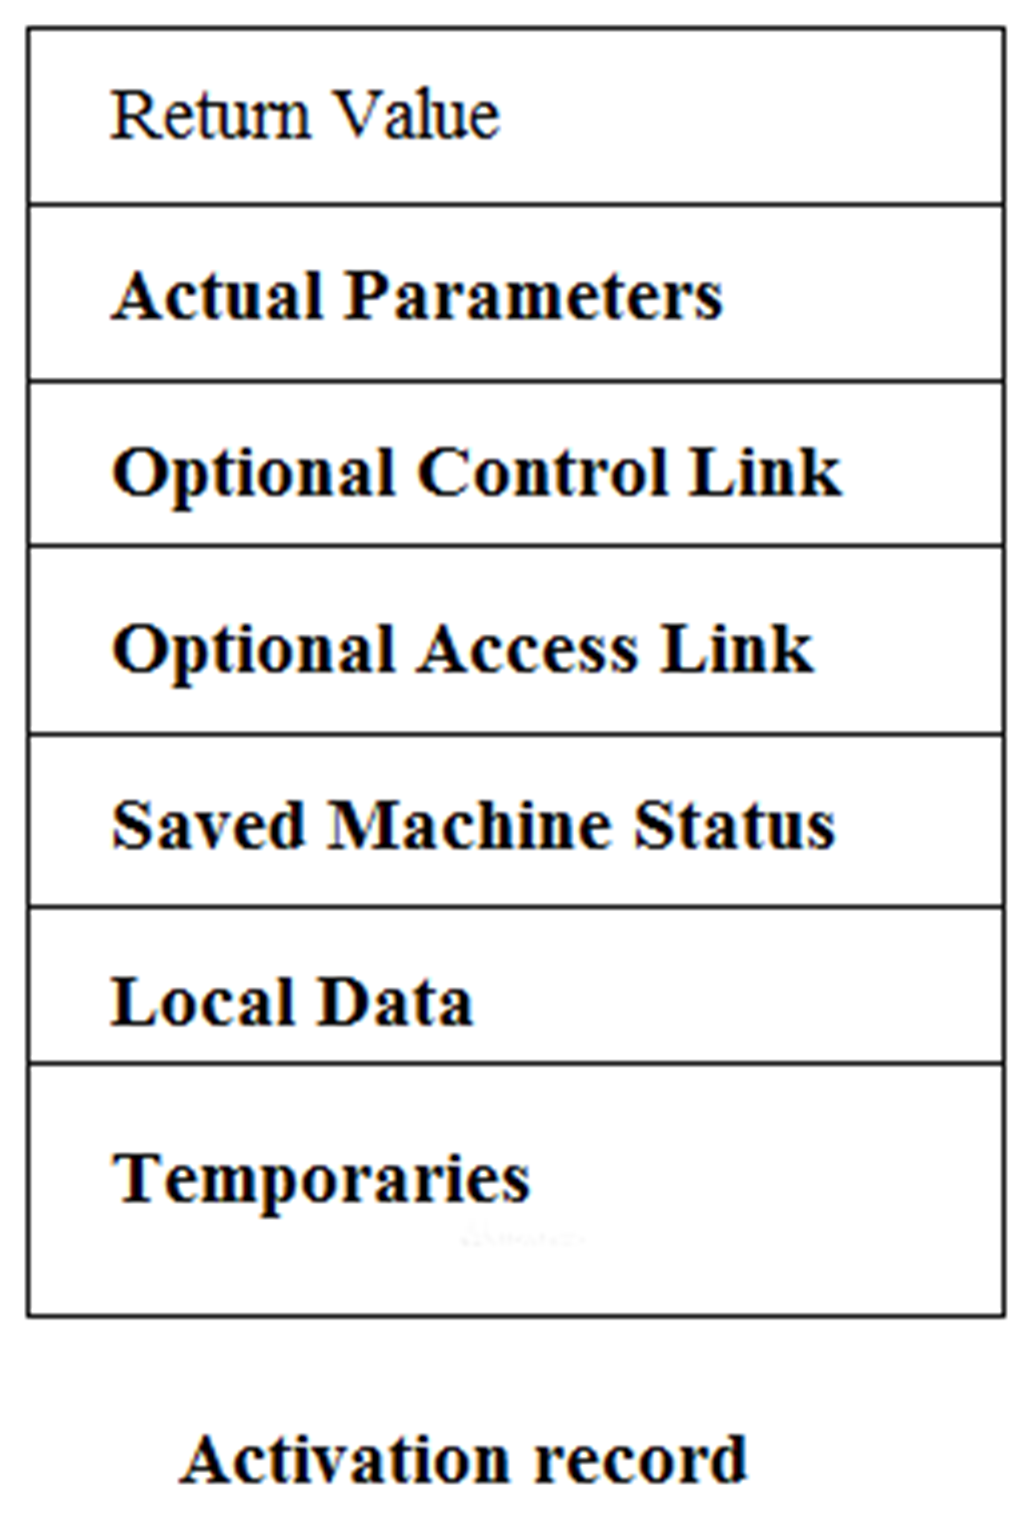 Return Value
Actual Parameters
Optional Control Link
Optional Access Link
Saved Machine Status
Local Data
Temporaries
Activation record